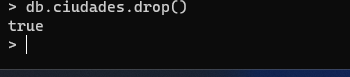 > db.ciudades.drop()
true
>